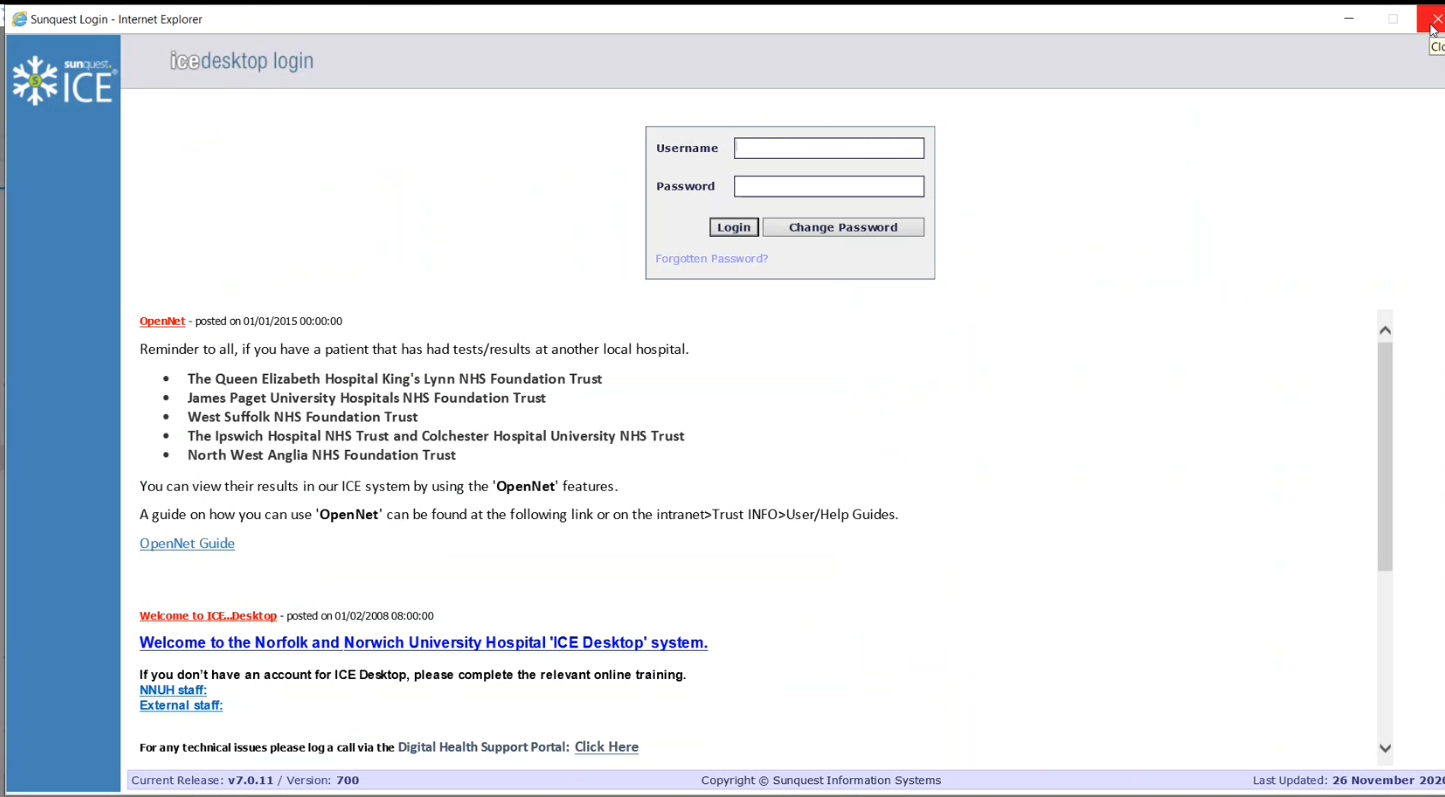 Sunquest Login - Internet Explorer
sunquest.
ICE
icedesktop login
Username
Password
Login Change Password
Forgotten Password?
OpenNet - posted on 01/01/2015 00:00:00
Reminder to all, if you have a patient that has had tests/results at another local hospital.
• The Queen Elizabeth Hospital King's Lynn NHS Foundation Trust
• James Paget University Hospitals NHS Foundation Trust
• West Suffolk NHS Foundation Trust
• The Ipswich Hospital NHS Trust and Colchester Hospital University NHS Trust
• North West Anglia NHS Foundation Trust
You can view their results in our ICE system by using the 'OpenNet' features.
A guide on how you can use 'OpenNet' can be found at the following link or on the intranet>Trust INFO>User/Help Guides.
OpenNet Guide
Welcome to ICE...Desktop - posted on 01/02/2008 08:00:00
Welcome to the Norfolk and Norwich University Hospital 'ICE Desktop' system.
If you don't have an account for ICE Desktop, please complete the relevant online training.
NNUH staff:
External staff:
For any technical issues please log a call via the Digital Health Support Portal: Click Here
Current Release: v7.0.11 / Version: 700 Copyright © Sunquest Information Systems Last Updated: 26 November